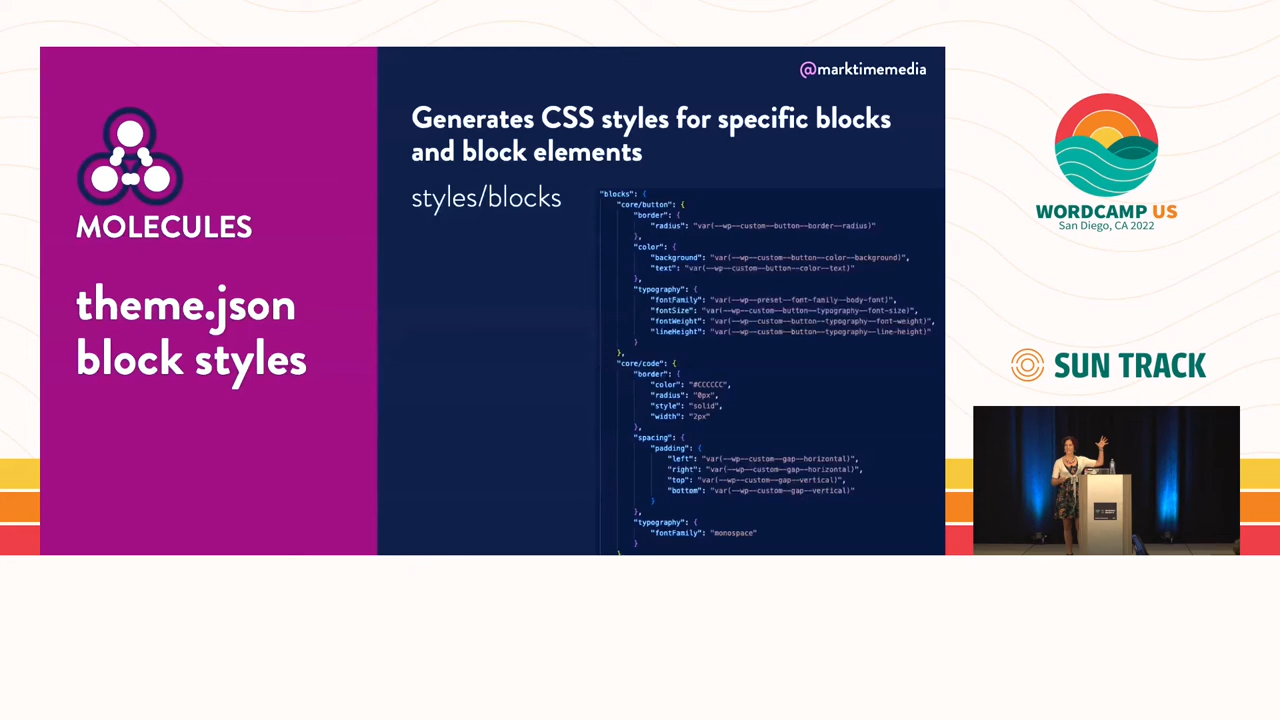 MOLECULES
theme.json
block styles
@marktimemedia
Generates CSS styles for specific blocks
and block elements
styles/blocks
"blocks": {
"core/button": {
"border": {
"radius": "var(--wp--custom--button--border--radius)"
},
"color": {
"background": "var(--wp--custom--button--color--background)",
"text": "var(--wp--custom--button--color--text)"
},
"typography": {
"fontFamily": "var(--wp--preset--font-family--body-font)",
"fontSize": "var(--wp--custom--button--typography--font-size)",
"fontWeight": "var(--wp--custom--button--typography--font-weight)",
"lineHeight": "var(--wp--custom--button--typography--line-height)"
}
},
"core/code": {
"border": {
"color": "#CCCCCC",
"radius": "0px",
"style": "solid",
"width": "2px"
},
"spacing": {
"padding": {
"left": "var(--wp--custom--gap--horizontal)",
"right": "var(--wp--custom--gap--horizontal)",
"top": "var(--wp--custom--gap--vertical)",
"bottom": "var(--wp--custom--gap--vertical)"
}
},
"typography": {
"fontFamily": "monospace"
}
}
WORDCAMP US
San Diego, CA 2022
SUN TRACK